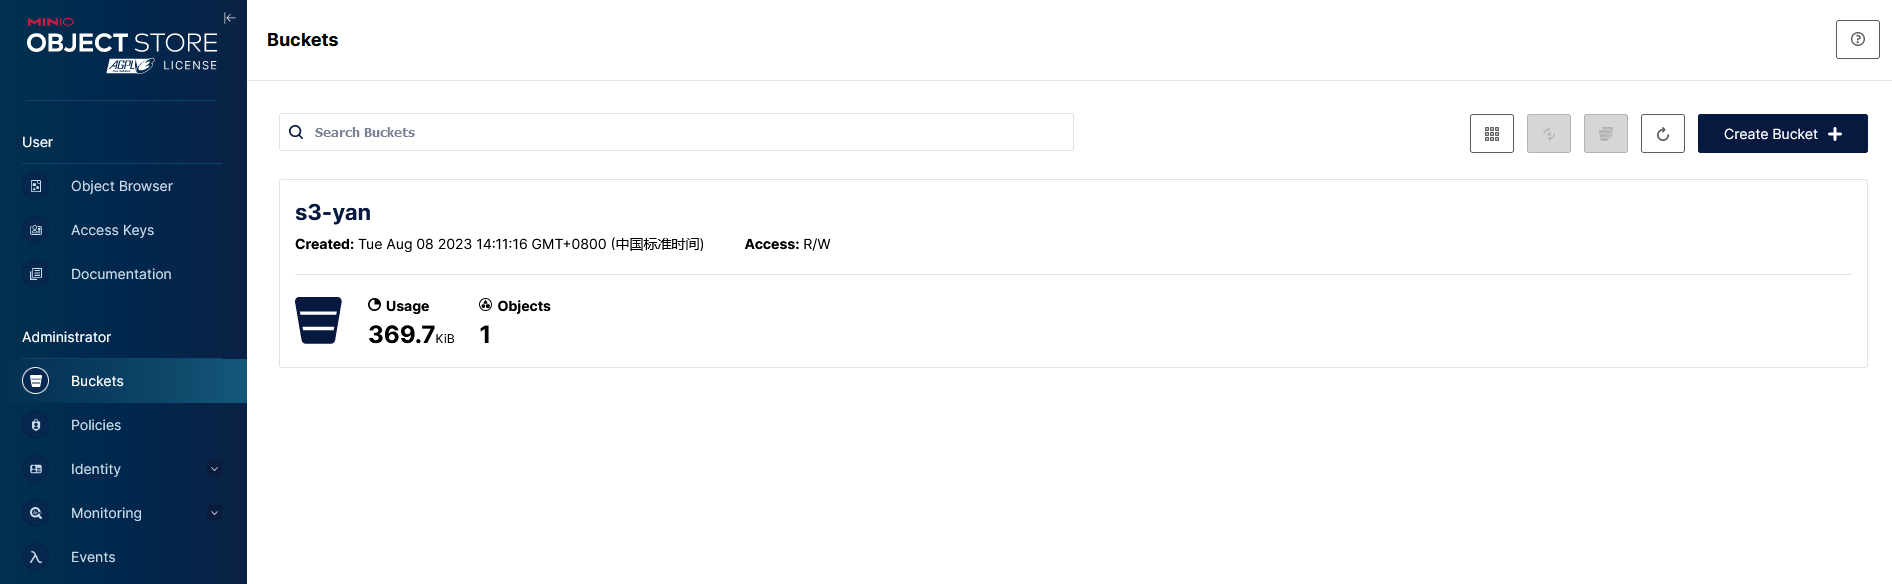 MINIO
OBJECT STORE
AGPL LICENSE
Buckets
User
Object Browser
Access Keys
Documentation
Administrator
Buckets
Policies
Identity
Monitoring
Events
Search Buckets
Create Bucket
s3-yan
Created: Tue Aug 08 2023 14:11:16 GMT+0800 (中国标准时间) Access: R/W
Usage Objects
369.7KiB 1